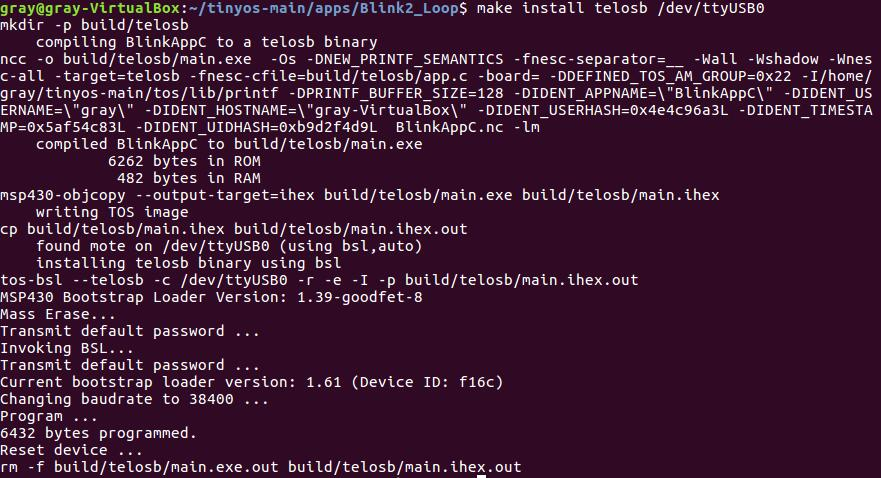 gray@gray-VirtualBox:~/tinyos-main/apps/Blink2_Loop$ make install telosb /dev/ttyUSB0
mkdir -p build/telosb
    compiling BlinkAppC to a telosb binary
ncc -o build/telosb/main.exe  -Os -DNEW_PRINTF_SEMANTICS -fnesc-separator=__ -Wall -Wshadow -Wnes
c-all -target=telosb -fnesc-cfile=build/telosb/app.c -board= -DDEFINED_TOS_AM_GROUP=0x22 -I/home/
gray/tinyos-main/tos/lib/printf -DPRINTF_BUFFER_SIZE=128 -DIDENT_APPNAME=\"BlinkAppC\" -DIDENT_US
ERNAME=\"gray\" -DIDENT_HOSTNAME=\"gray-VirtualBox\" -DIDENT_USERHASH=0x4e4c96a3L -DIDENT_TIMESTA
MP=0x5af54c83L -DIDENT_UIDHASH=0xb9d2f4d9L  BlinkAppC.nc -lm
    compiled BlinkAppC to build/telosb/main.exe
            6262 bytes in ROM
             482 bytes in RAM
msp430-objcopy --output-target=ihex build/telosb/main.exe build/telosb/main.ihex
    writing TOS image
cp build/telosb/main.ihex build/telosb/main.ihex.out
    found mote on /dev/ttyUSB0 (using bsl,auto)
    installing telosb binary using bsl
tos-bsl --telosb -c /dev/ttyUSB0 -r -e -I -p build/telosb/main.ihex.out
MSP430 Bootstrap Loader Version: 1.39-goodfet-8
Mass Erase...
Transmit default password ...
Invoking BSL...
Transmit default password ...
Current bootstrap loader version: 1.61 (Device ID: f16c)
Changing baudrate to 38400 ...
Program ...
6432 bytes programmed.
Reset device ...
rm -f build/telosb/main.exe.out build/telosb/main.ihex.out